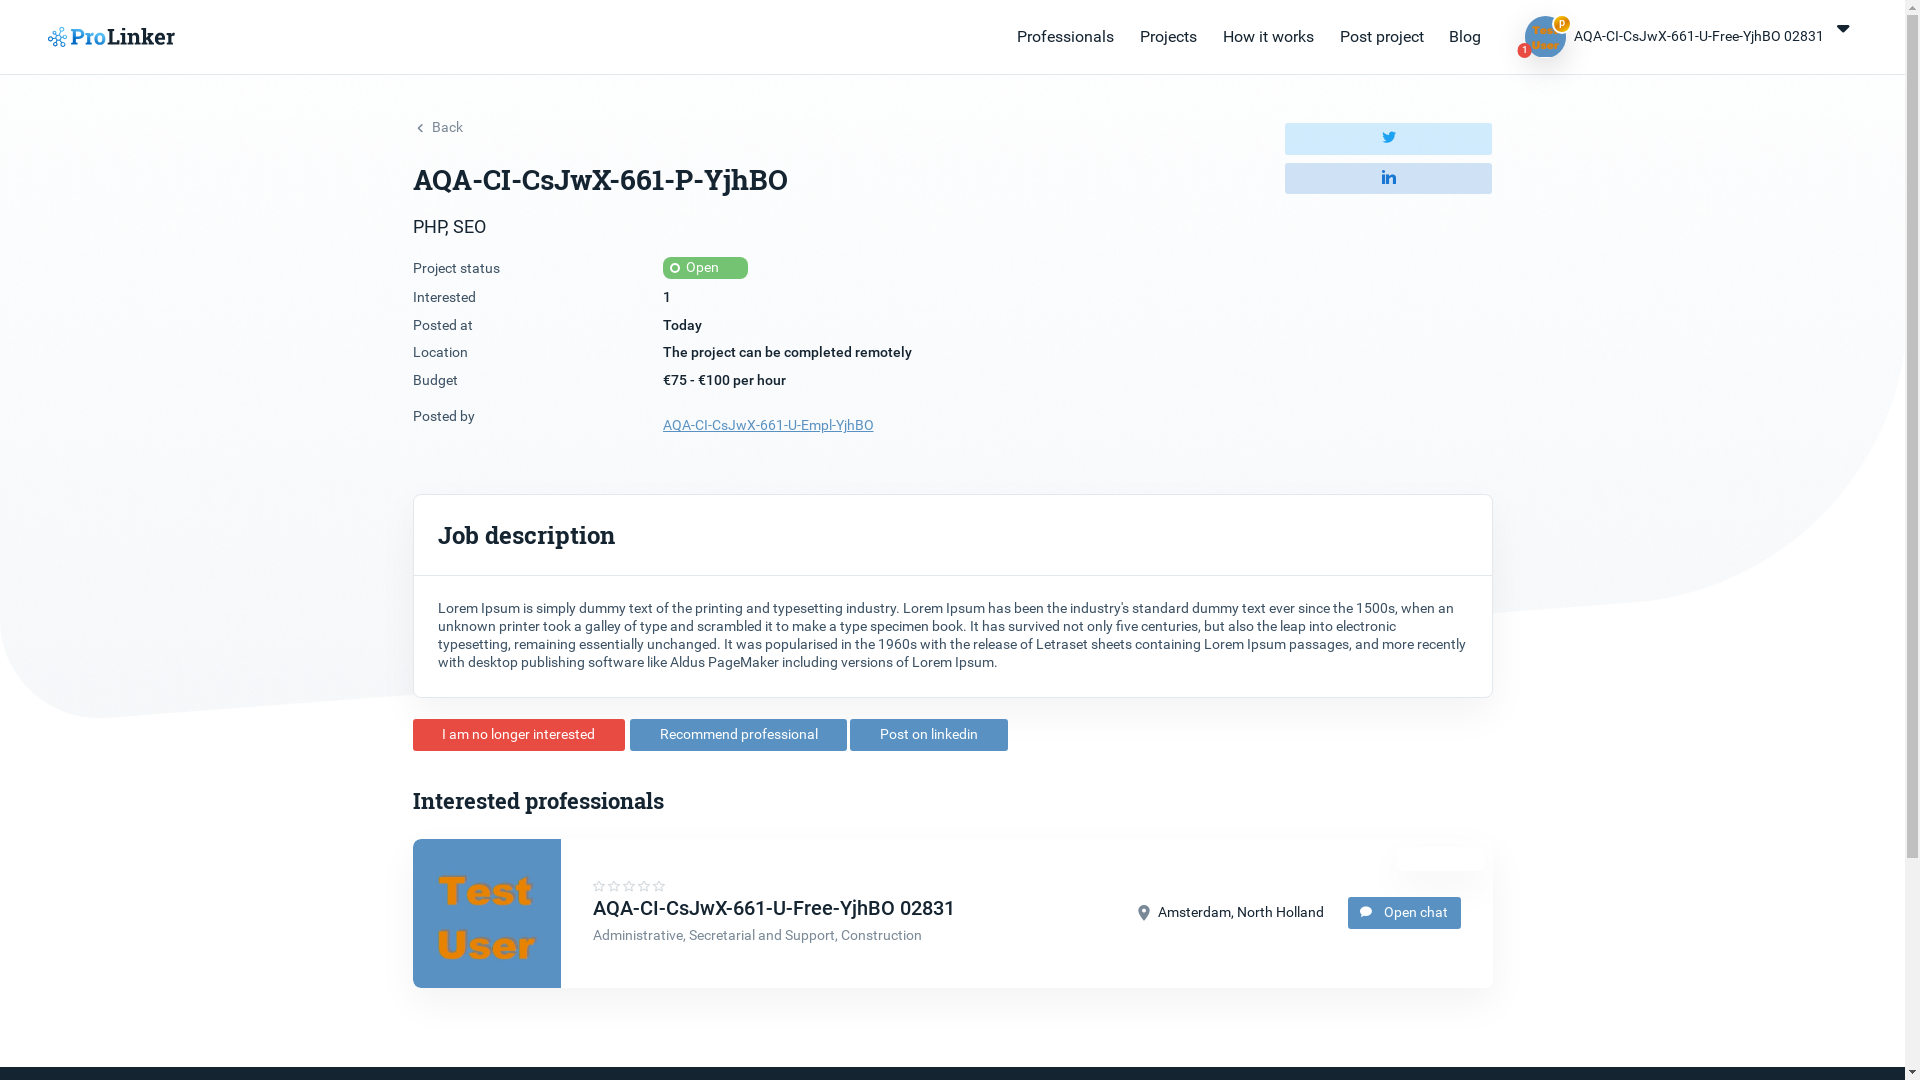 ProLinker
Professionals
Projects
How it works
Post project
Blog
Test
User
P
1
AQA-CI-CsJwX-661-U-Free-YjhBO 02831
Back
AQA-CI-CsJwX-661-P-YjhBO
PHP, SEO
Project status Open
Interested 1
Posted at Today
Location The project can be completed remotely
Budget €75 - €100 per hour
Posted by AQA-CI-CsJwX-661-U-Empl-YjhBO
Job description
Lorem Ipsum is simply dummy text of the printing and typesetting industry. Lorem Ipsum has been the industry's standard dummy text ever since the 1500s, when an
unknown printer took a galley of type and scrambled it to make a type specimen book. It has survived not only five centuries, but also the leap into electronic
typesetting, remaining essentially unchanged. It was popularised in the 1960s with the release of Letraset sheets containing Lorem Ipsum passages, and more recently
with desktop publishing software like Aldus PageMaker including versions of Lorem Ipsum.
I am no longer interested
Recommend professional
Post on linkedin
Interested professionals
Test
User
AQA-CI-CsJwX-661-U-Free-YjhBO 02831
Administrative, Secretarial and Support, Construction
Amsterdam, North Holland
Open chat